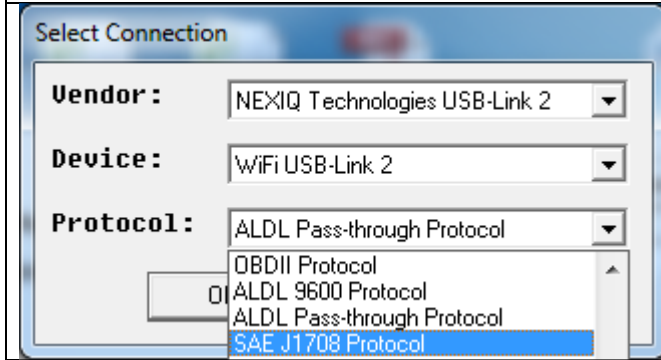 Select Connection
Vendor: NEXIQ Technologies USB-Link 2
Device: WiFi USB-Link 2
Protocol: ALDL Pass-through Protocol
OBDII Protocol
ALDL 9600 Protocol
ALDL Pass-through Protocol
SAE J1708 Protocol